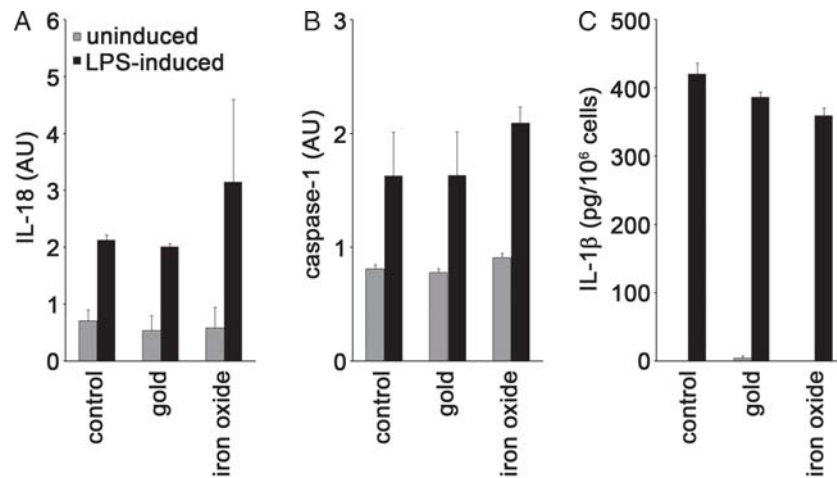 A
IL-18 (AU)
6
5
4
3
2
1
0
uninduced
LPS-induced
control
gold
iron oxide
B
caspase-1 (AU)
3
2
1
0
control
gold
iron oxide
C
IL-1β (pg/10⁶ cells)
500
400
350
300
200
100
0
control
gold
iron oxide